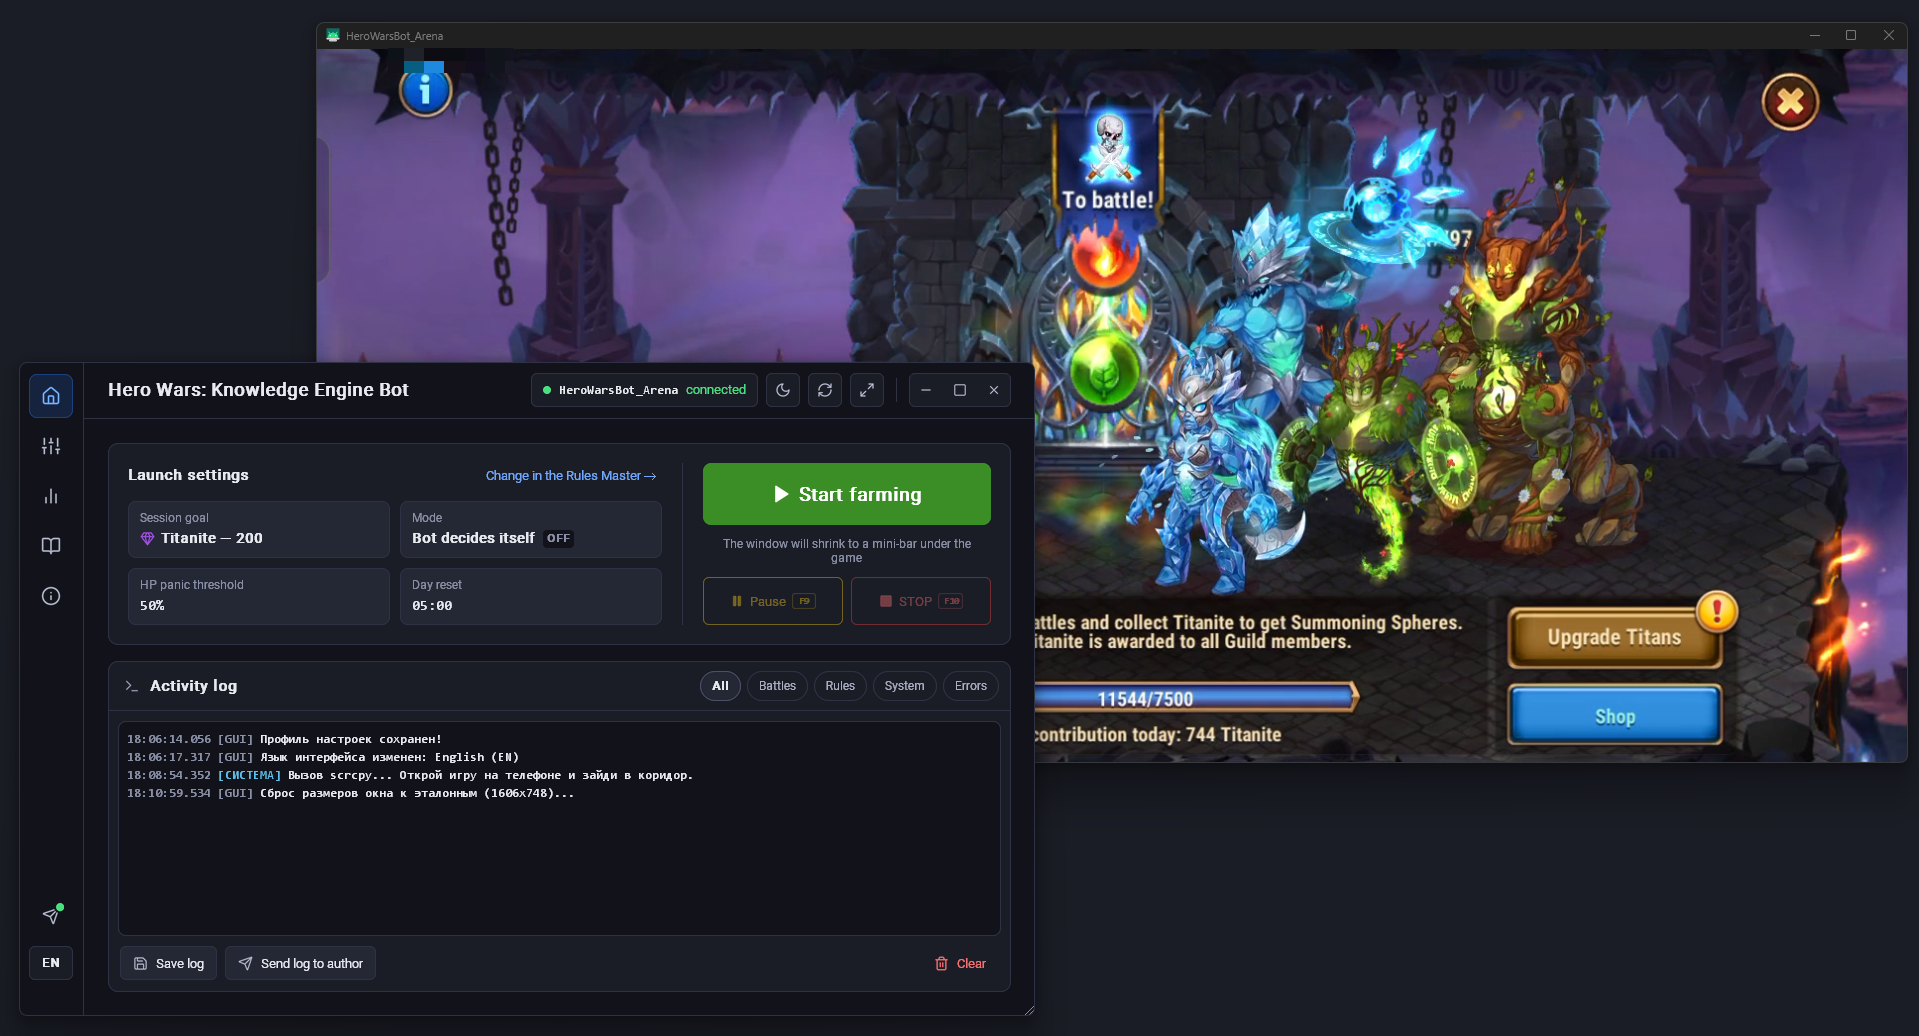 HeroWarsBot_Arena
To battle!
97
Hero Wars: Knowledge Engine Bot
HeroWarsBot_Arena connected
Launch settings
Change in the Rules Master →
Session goal
Titanite — 200
Mode
Bot decides itself OFF
HP panic threshold
50%
Day reset
05:00
Start farming
The window will shrink to a mini-bar under the
game
Pause F9
STOP F10
attles and collect Titanite to get Summoning Spheres.
itanite is awarded to all Guild members.
11544/7500
contribution today: 744 Titanite
Upgrade Titans
Shop
Activity log
All
Battles
Rules
System
Errors
18:06:14.056 [GUI] Профиль настроек сохранен!
18:06:17.317 [GUI] Язык интерфейса изменен: English (EN)
18:08:54.352 [СИСТЕМА] Вызов scrcpy... Открой игру на телефоне и зайди в коридор.
18:10:59.534 [GUI] Сброс размеров окна к эталонным (1606x748)...
EN
Save log
Send log to author
Clear